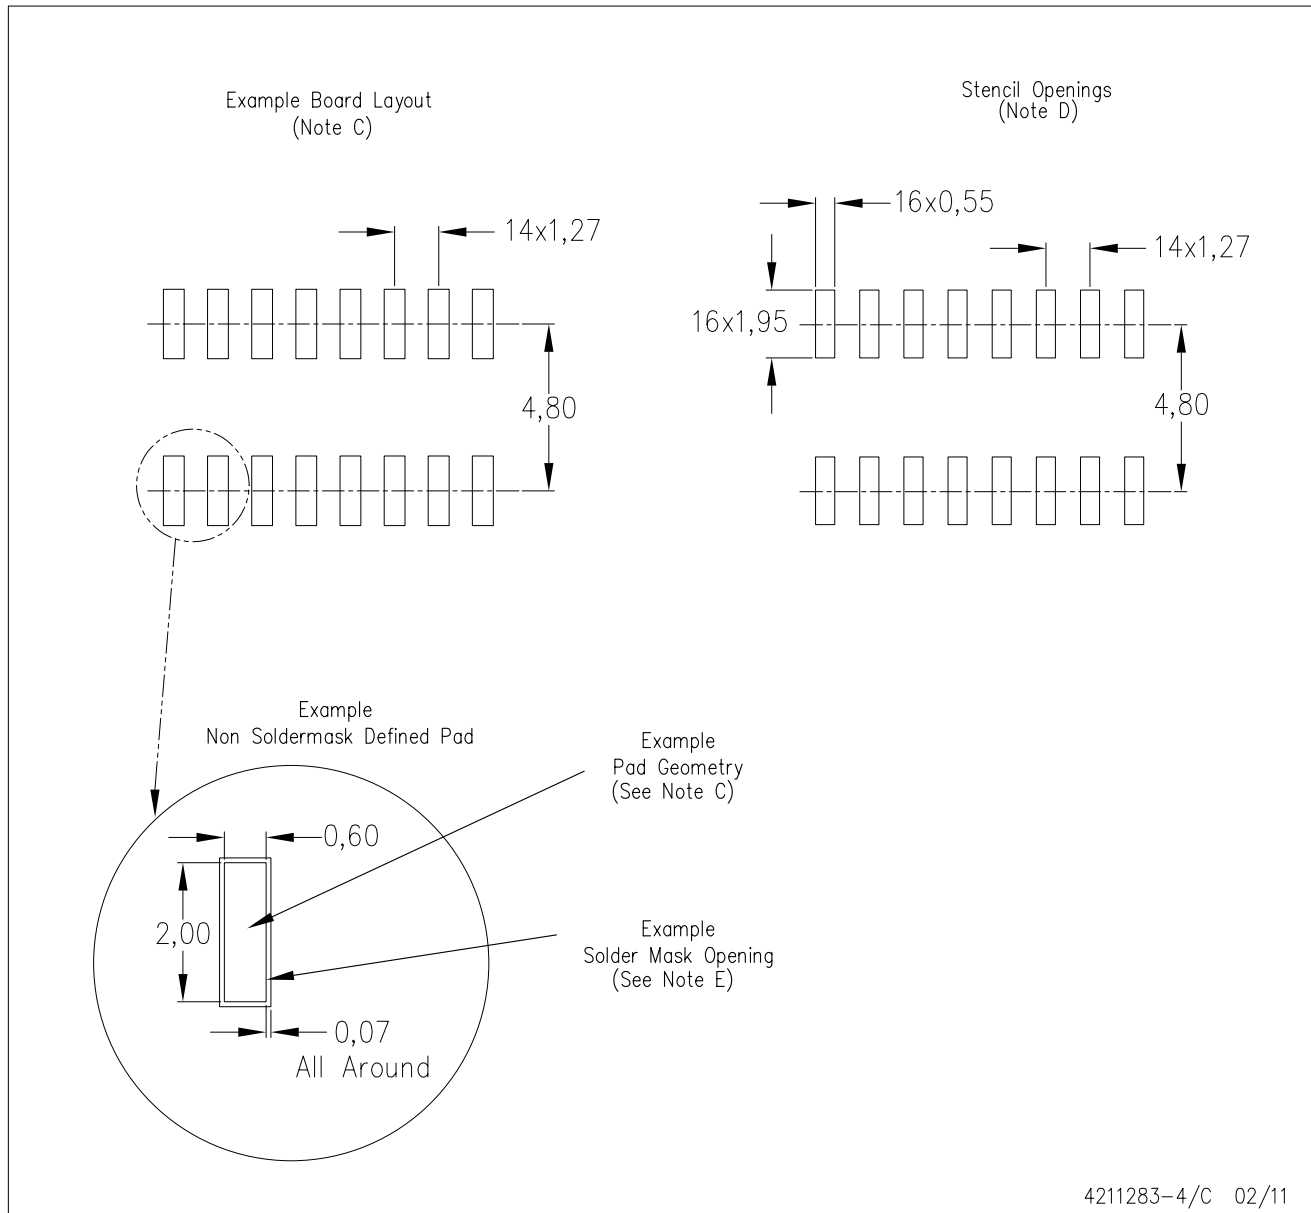 Example Board Layout
(Note C)
Stencil Openings
(Note D)
14x1,27
4,80
16x0,55
14x1,27
16x1,95
4,80
Example
Non Soldermask Defined Pad
Example
Pad Geometry
(See Note C)
0,60
2,00
Example
Solder Mask Opening
(See Note E)
0,07
All Around
4211283-4/C 02/11